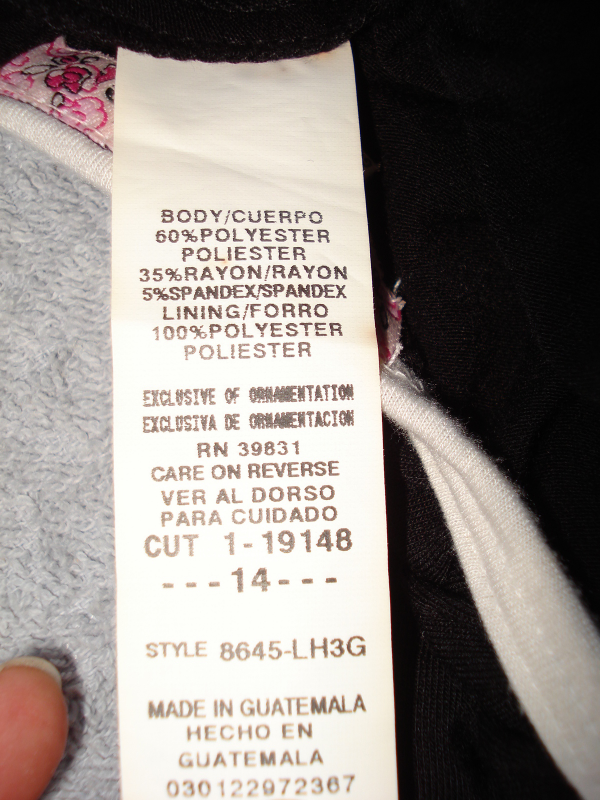 BODY/CUERPO
60%POLYESTER
POLIESTER
35%RAYON/RAYON
5%SPANDEX/SPANDEX
LINING/FORRO
100%POLYESTER
POLIESTER
EXCLUSIVE OF ORNAMENTATION
EXCLUSIVA DE ORNAMENTACION
RN 39831
CARE ON REVERSE
VER AL DORSO
PARA CUIDADO
CUT 1-19148
---14---
STYLE 8645-LH3G
MADE IN GUATEMALA
HECHO EN
GUATEMALA
030122972367